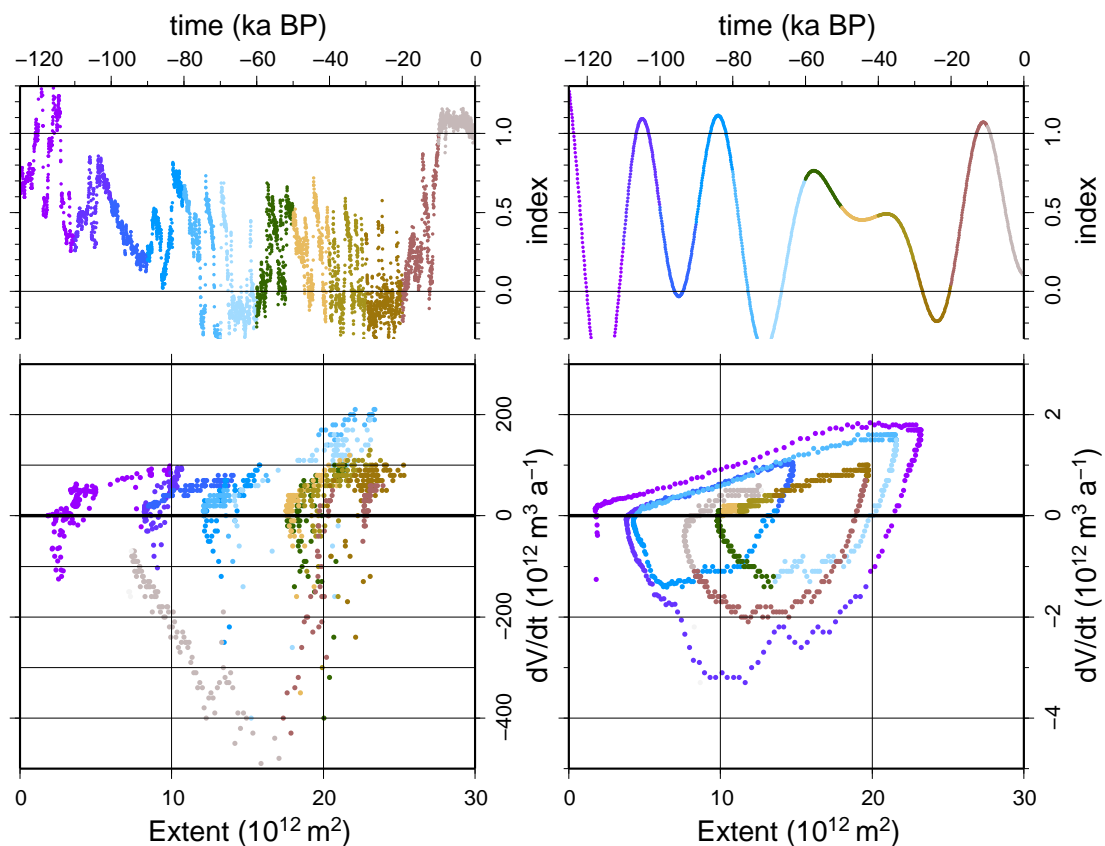 time (ka BP)
time (ka BP)
−120 −100 −80 −60 −40 −20 0
−120 −100 −80 −60 −40 −20 0
1.0
0.5
0.0
index
1.0
0.5
0.0
index
200
0
−200
−400
dV/dt (10¹² m³ a⁻¹)
2
0
−2
−4
dV/dt (10¹² m³ a⁻¹)
0 10 20 30
0 10 20 30
Extent (10¹² m²)
Extent (10¹² m²)